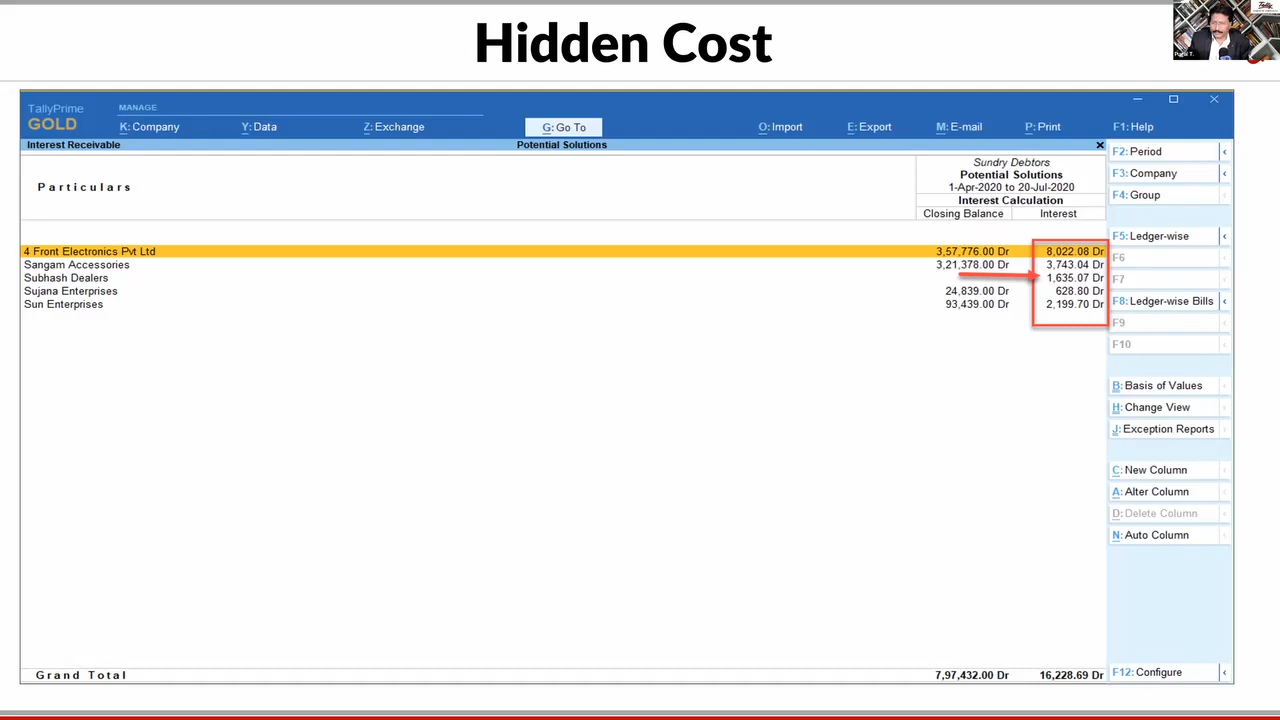 Hidden Cost
Tally
Partik T.
TallyPrime
GOLD
MANAGE
K: Company
Y: Data
Z: Exchange
G: Go To
O: Import
E: Export
M: E-mail
P: Print
F1: Help
Interest Receivable
Potential Solutions
Particulars
Sundry Debtors
Potential Solutions
1-Apr-2020 to 20-Jul-2020
Interest Calculation
Closing Balance Interest
4 Front Electronics Pvt Ltd 3,57,776.00 Dr 8,022.08 Dr
Sangam Accessories 3,21,378.00 Dr 3,743.04 Dr
Subhash Dealers 1,635.07 Dr
Sujana Enterprises 24,839.00 Dr 628.80 Dr
Sun Enterprises 93,439.00 Dr 2,199.70 Dr
Grand Total 7,97,432.00 Dr 16,228.69 Dr
F2: Period
F3: Company
F4: Group
F5: Ledger-wise
F6
F7
F8: Ledger-wise Bills
F9
F10
B: Basis of Values
H: Change View
J: Exception Reports
C: New Column
A: Alter Column
D: Delete Column
N: Auto Column
F12: Configure